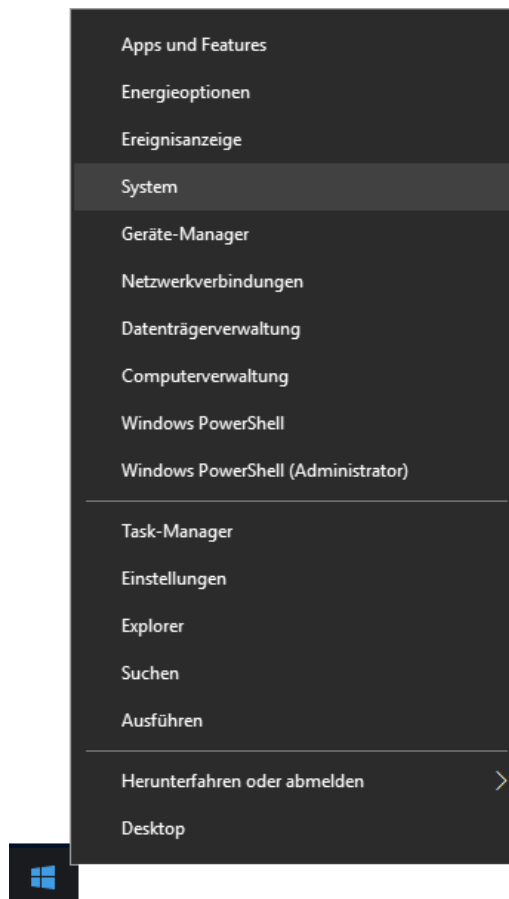 Apps und Features
Energieoptionen
Ereignisanzeige
System
Geräte-Manager
Netzwerkverbindungen
Datenträgerverwaltung
Computerverwaltung
Windows PowerShell
Windows PowerShell (Administrator)
Task-Manager
Einstellungen
Explorer
Suchen
Ausführen
Herunterfahren oder abmelden
Desktop